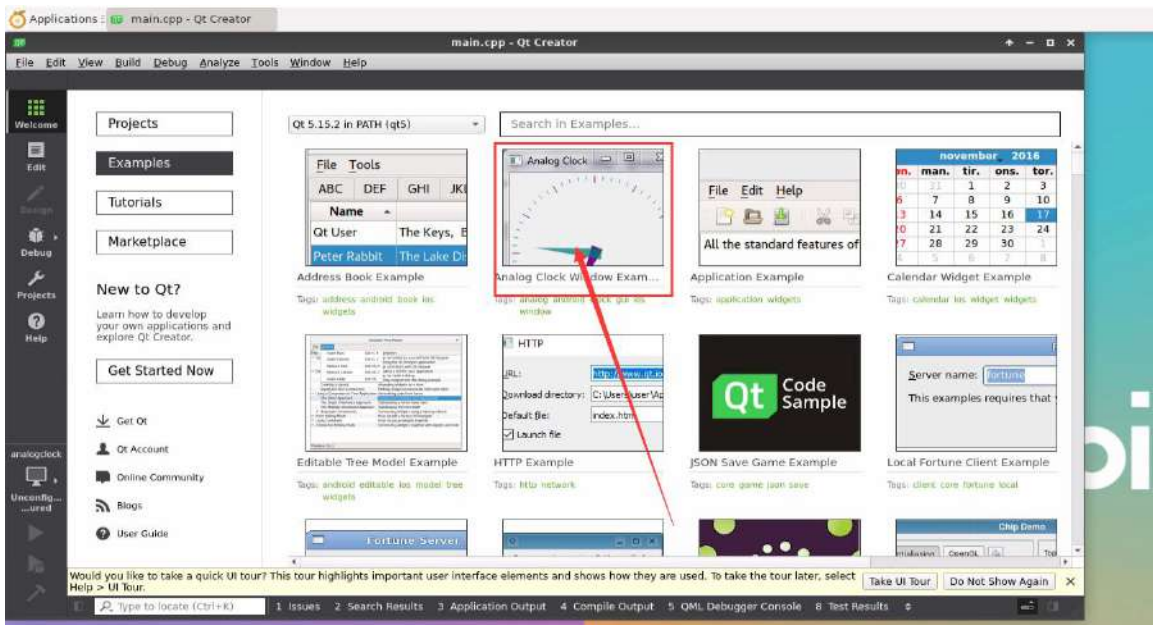 Applications
main.cpp - Qt Creator
main.cpp - Qt Creator
File Edit View Build Debug Analyze Tools Window Help
Welcome
Edit
Design
Debug
Projects
Help
analogclock
Unconfig...
...ured
Projects
Examples
Tutorials
Marketplace
New to Qt?
Learn how to develop
your own applications and
explore Qt Creator.
Get Started Now
Get Qt
Qt Account
Online Community
Blogs
User Guide
Qt 5.15.2 in PATH (qt5)
Search in Examples...
File Tools
ABC DEF GHI JKL
Name
Qt User The Keys, E
Peter Rabbit The Lake Di
Address Book Example
Tags: address android book ios
widgets
Analog Clock
Analog Clock Window Exam...
Tags: analog android clock gui ios
window
File Edit Help
All the standard features of
Application Example
Tags: application widgets
november 2016
man. tir. ons. tor.
31 1 2 3
7 8 9 10
14 15 16 17
21 22 23 24
28 29 30 1
5 6 7 8
Calendar Widget Example
Tags: calendar ios widget widgets
Editable Tree Model Example
Tags: android editable ios model tree
widgets
HTTP
URL: http://www.qt.io
Download directory: C:\Users\user\Ap
Default file: index.htm
Launch file
HTTP Example
Tags: http network
Qt Code
Sample
JSON Save Game Example
Tags: core game json save
Server name: fortune
This examples requires that
Local Fortune Client Example
Tags: client core fortune local
Fortune Server
Chip Demo
OpenGL
Would you like to take a quick UI tour? This tour highlights important user interface elements and shows how they are used. To take the tour later, select
Help > UI Tour.
Take UI Tour
Do Not Show Again
Type to locate (Ctrl+K)
1 Issues 2 Search Results 3 Application Output 4 Compile Output 5 QML Debugger Console 8 Test Results
pi